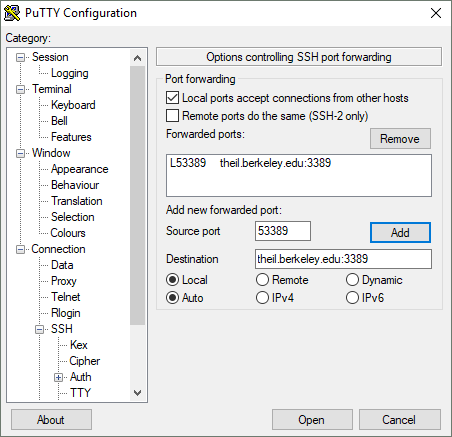 PuTTY Configuration
Category:
Session
Logging
Terminal
Keyboard
Bell
Features
Window
Appearance
Behaviour
Translation
Selection
Colours
Connection
Data
Proxy
Telnet
Rlogin
SSH
Kex
Cipher
Auth
TTY
Options controlling SSH port forwarding
Port forwarding
Local ports accept connections from other hosts
Remote ports do the same (SSH-2 only)
Forwarded ports:
Remove
L53389 theil.berkeley.edu:3389
Add new forwarded port:
Source port 53389 Add
Destination theil.berkeley.edu:3389
Local Remote Dynamic
Auto IPv4 IPv6
About Open Cancel